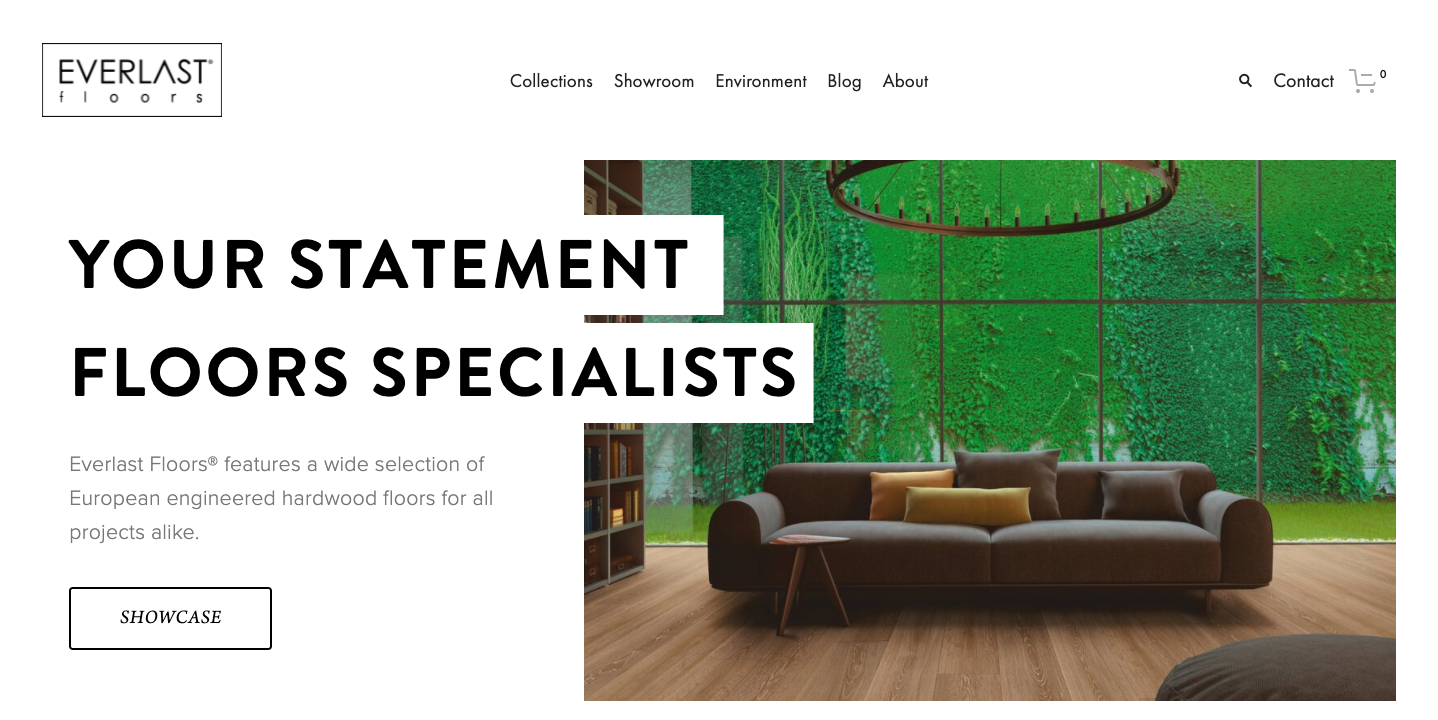 EVERLAST®
floors
Collections Showroom Environment Blog About
Contact 0
YOUR STATEMENT
FLOORS SPECIALISTS
Everlast Floors® features a wide selection of
European engineered hardwood floors for all
projects alike.
SHOWCASE